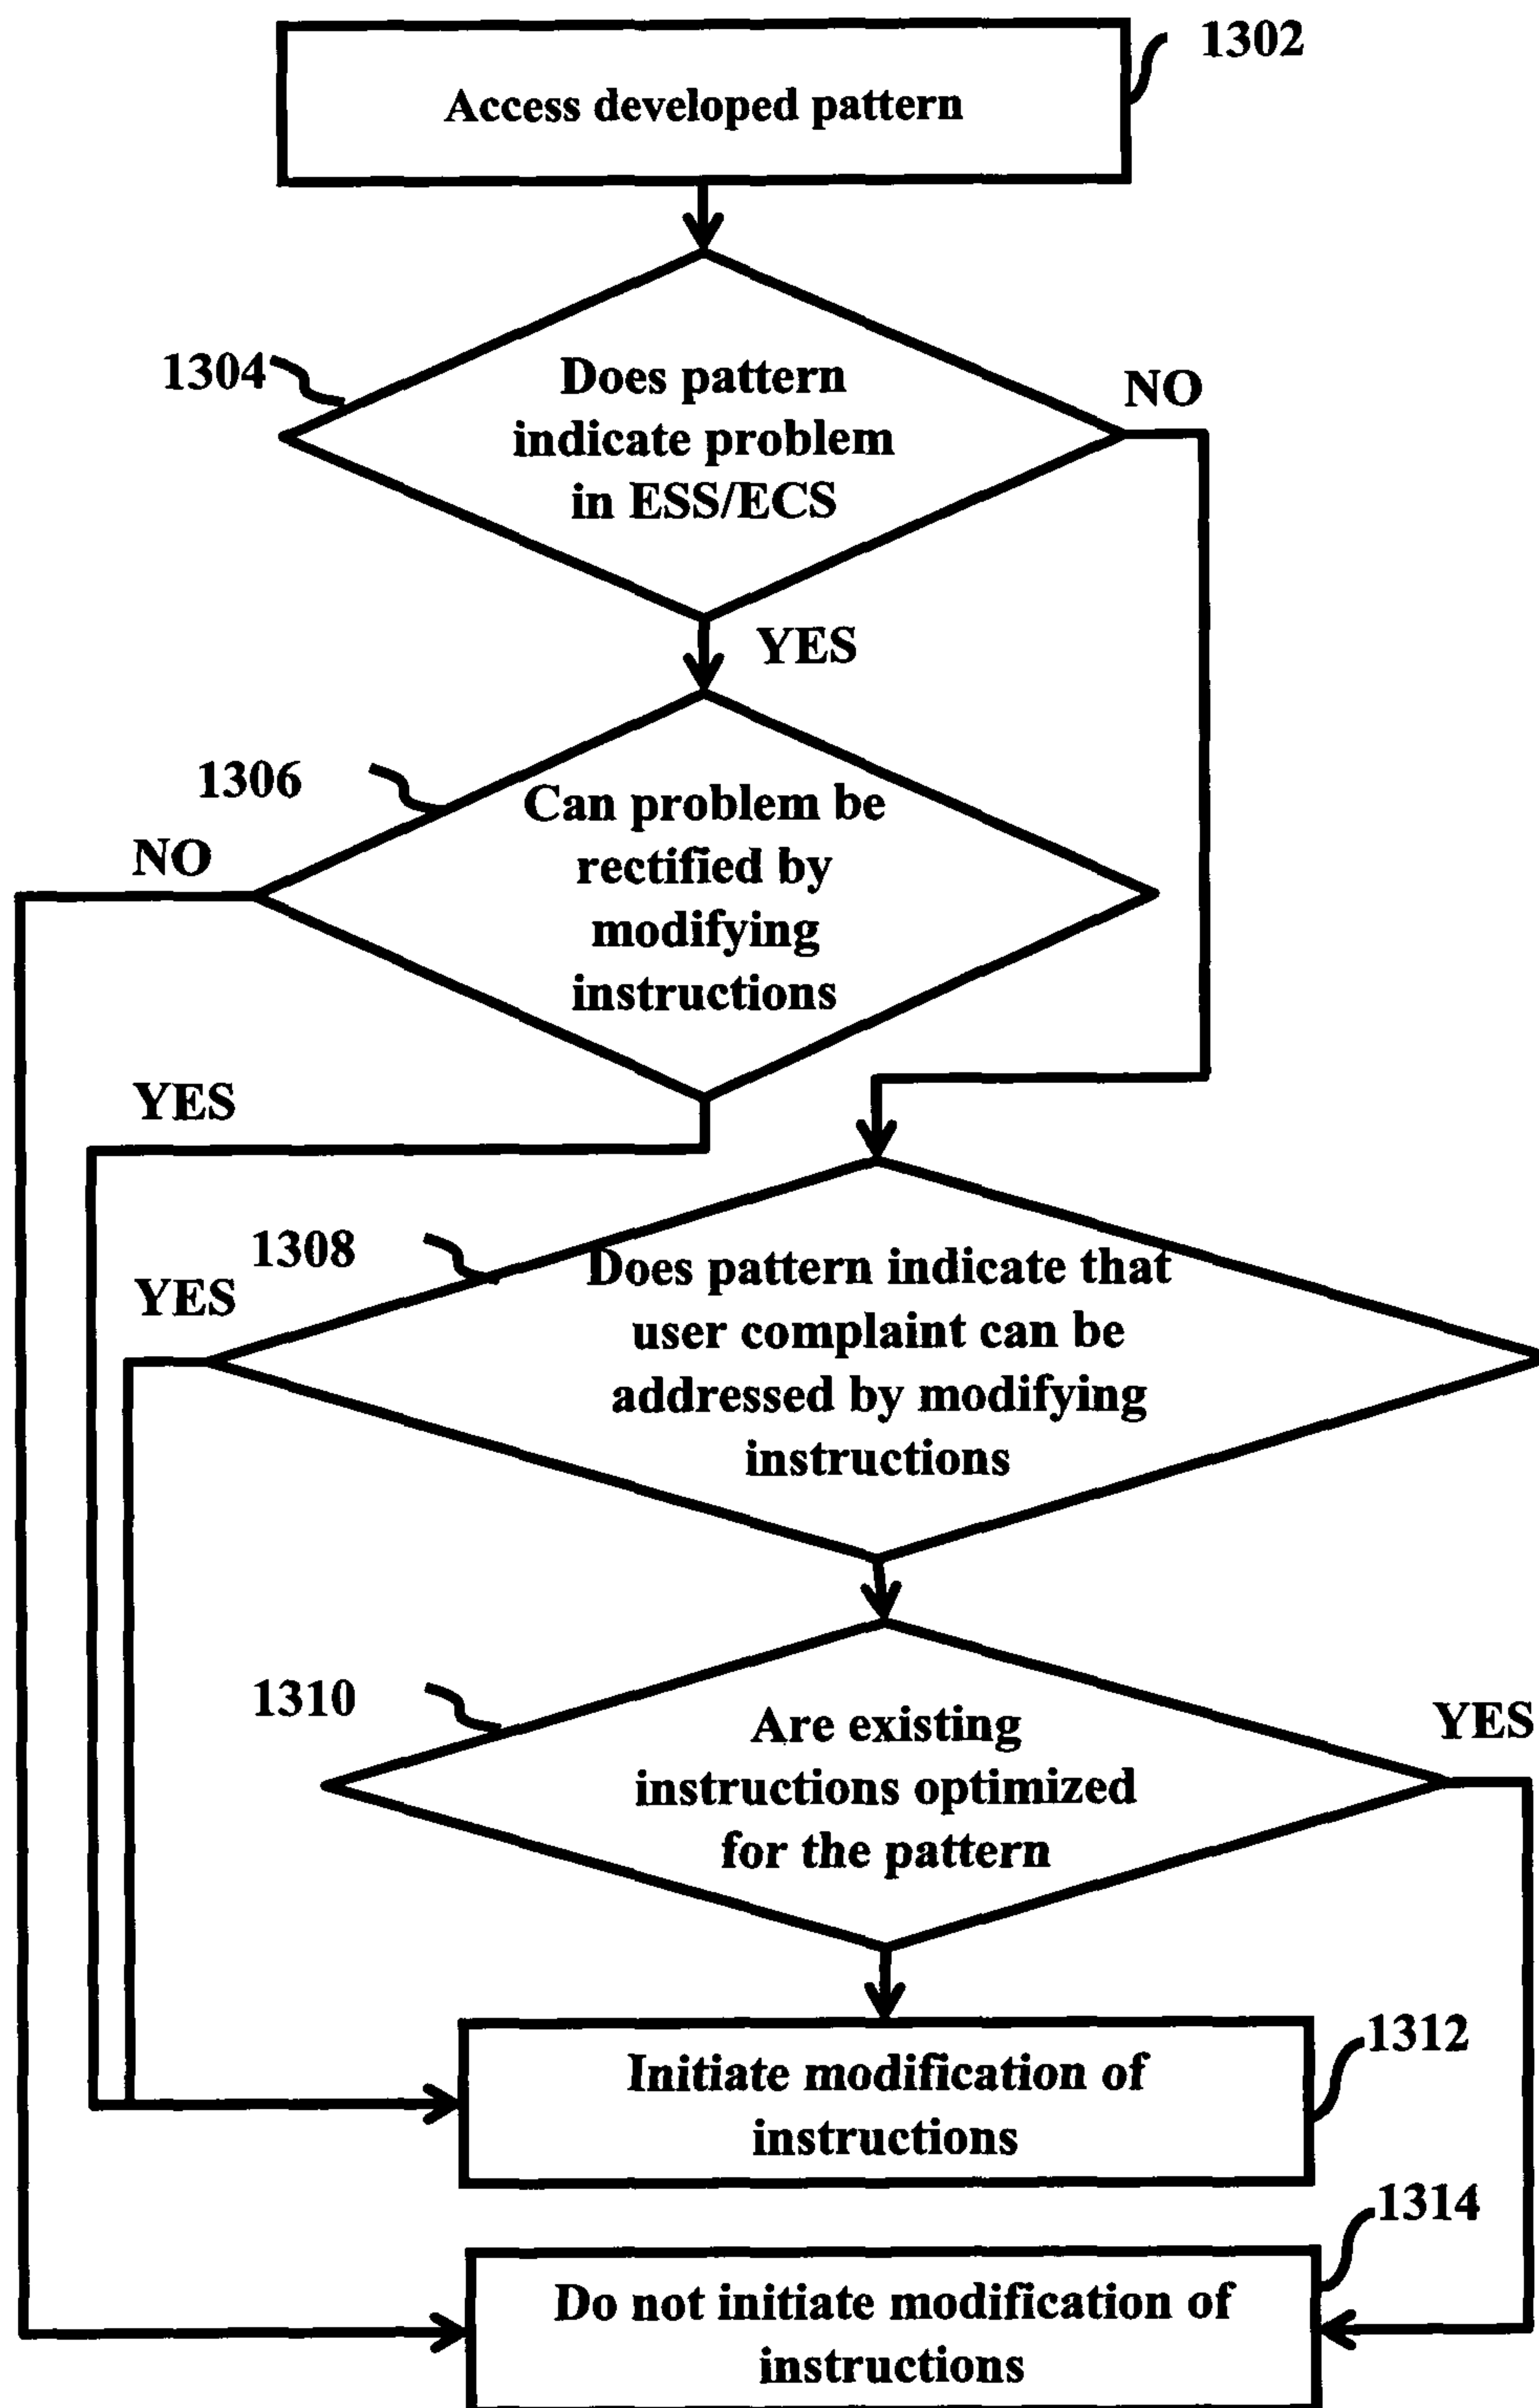 1302
Access developed pattern
1304
Does pattern
indicate problem
in ESS/ECS
NO
YES
1306
Can problem be
rectified by
modifying
instructions
NO
YES
1308
Does pattern indicate that
user complaint can be
addressed by modifying
instructions
YES
1310
Are existing
instructions optimized
for the pattern
YES
1312
Initiate modification of
instructions
1314
Do not initiate modification of
instructions